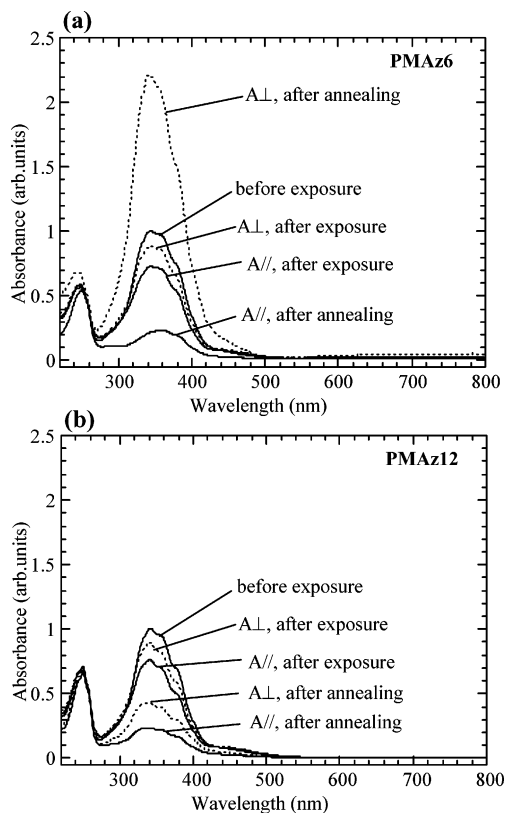 (a)
2.5
PMAz6
A⊥, after annealing
2
1.5
before exposure
A⊥, after exposure
1
A//, after exposure
0.5
A//, after annealing
0
Absorbance (arb.units)
300 400 500 600 700 800
Wavelength (nm)
(b)
2.5
PMAz12
2
1.5
before exposure
A⊥, after exposure
1
A//, after exposure
A⊥, after annealing
0.5
A//, after annealing
0
Absorbance (arb.units)
300 400 500 600 700 800
Wavelength (nm)